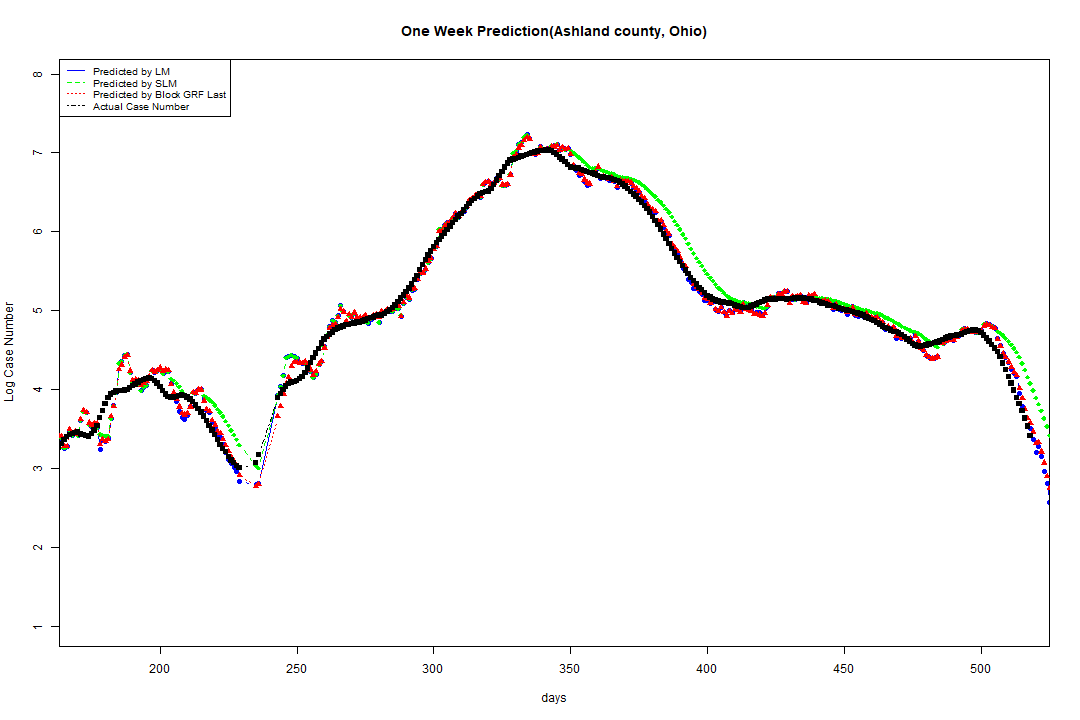 One Week Prediction(Ashland county, Ohio)
Predicted by LM
Predicted by SLM
Predicted by Block GRF Last
Actual Case Number
8
7
6
5
4
3
2
1
Log Case Number
200 250 300 350 400 450 500
days